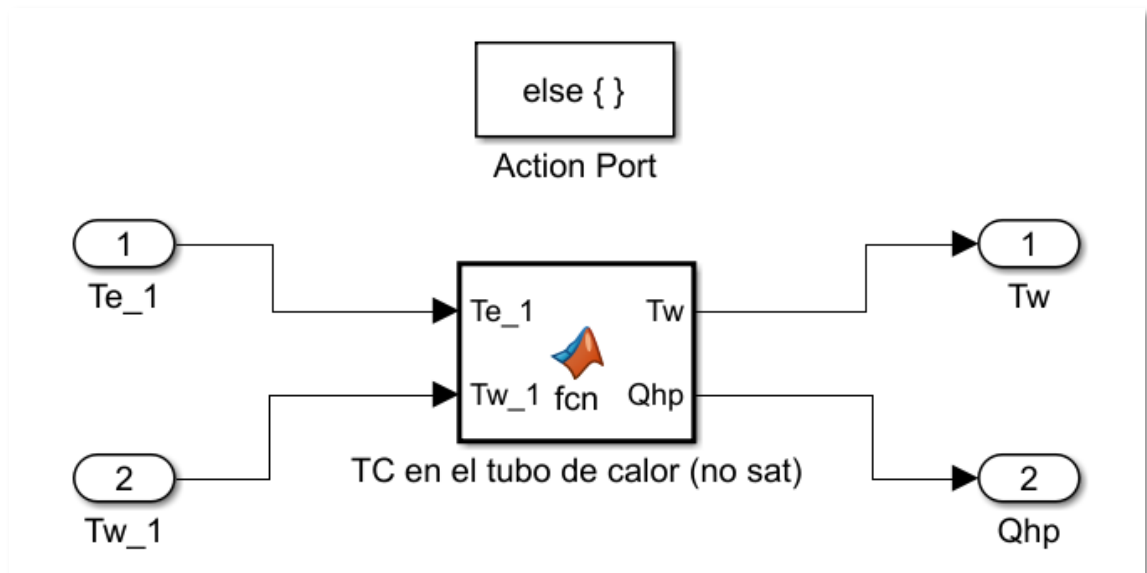 else { }
Action Port
1
Te_1
2
Tw_1
Te_1
Tw_1
fcn
Tw
Qhp
TC en el tubo de calor (no sat)
1
Tw
2
Qhp